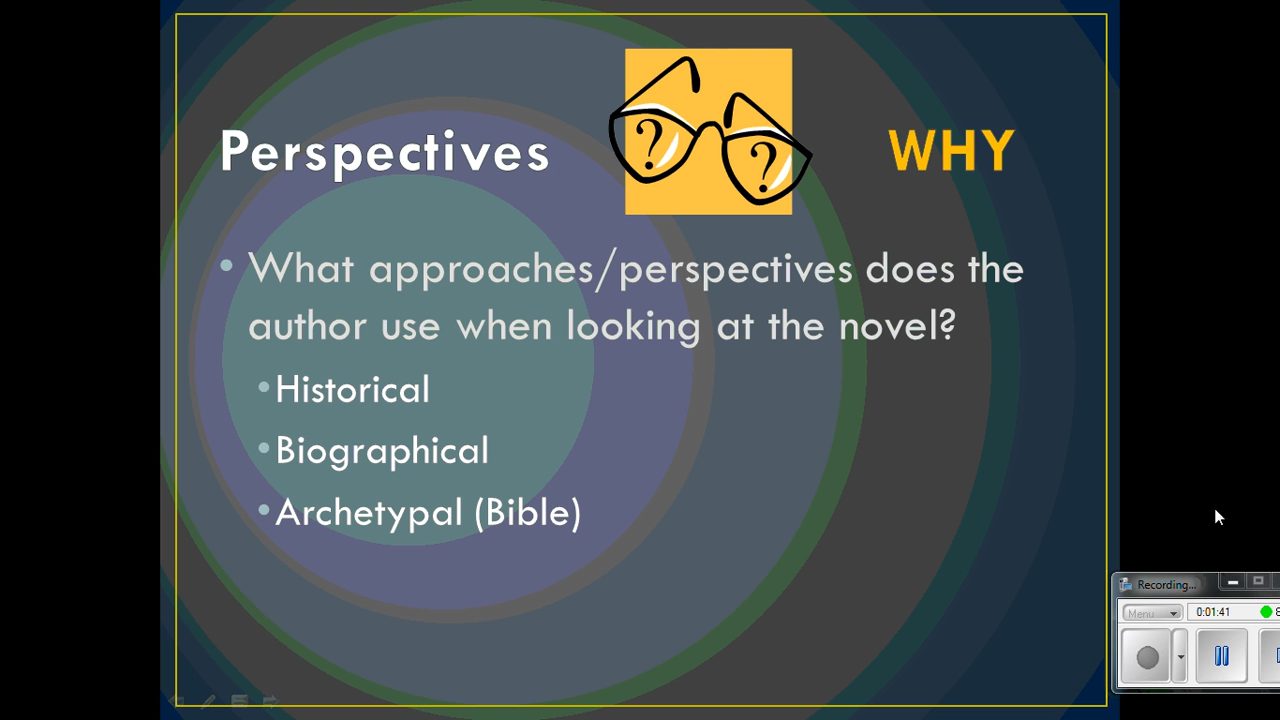 Perspectives
? ?
WHY
• What approaches/perspectives does the
author use when looking at the novel?
• Historical
• Biographical
• Archetypal (Bible)
Recording...
Menu
0:01:41